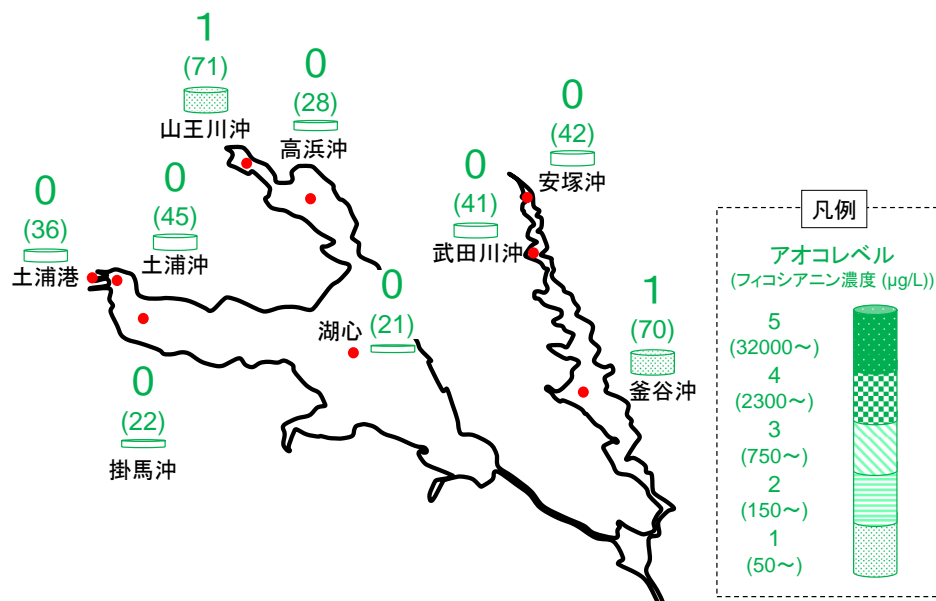 1
(71)
山王川沖
0
(28)
高浜沖
0
(42)
安塚沖
0
(36)
土浦港
0
(45)
土浦沖
0
(41)
武田川沖
0
(21)
湖心
1
(70)
釜谷沖
0
(22)
掛馬沖
凡例
アオコレベル
(フィコシアニン濃度 (μg/L))
5
(32000～)
4
(2300～)
3
(750～)
2
(150～)
1
(50～)